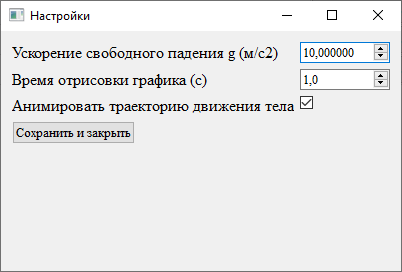 Настройки
Ускорение свободного падения g (м/с2) 10,000000
Время отрисовки графика (с) 1,0
Анимировать траекторию движения тела
Сохранить и закрыть